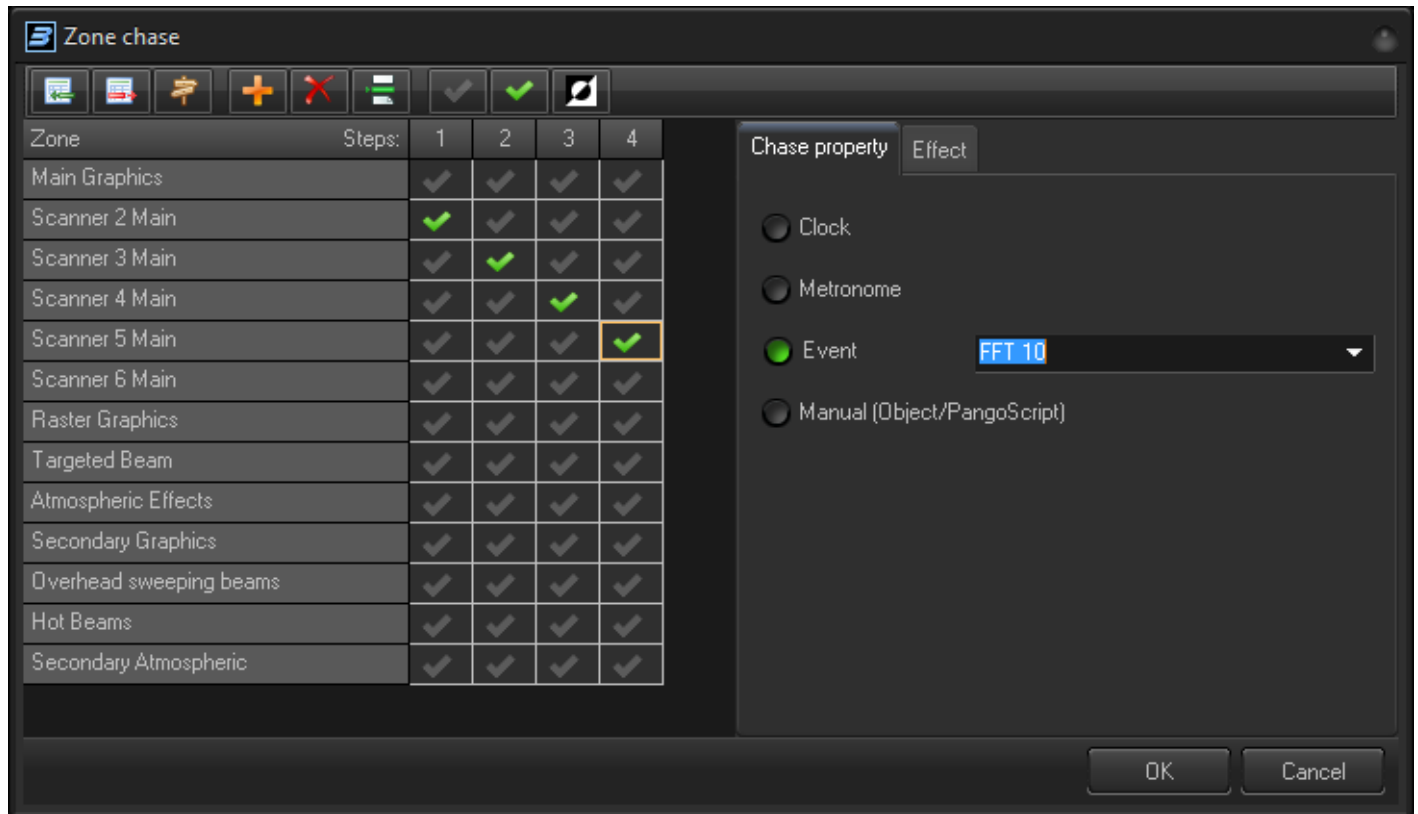 Zone chase
Zone Steps: 1 2 3 4
Main Graphics
Scanner 2 Main
Scanner 3 Main
Scanner 4 Main
Scanner 5 Main
Scanner 6 Main
Raster Graphics
Targeted Beam
Atmospheric Effects
Secondary Graphics
Overhead sweeping beams
Hot Beams
Secondary Atmospheric
Chase property Effect
Clock
Metronome
Event FFT 10
Manual (Object/PangoScript)
OK Cancel